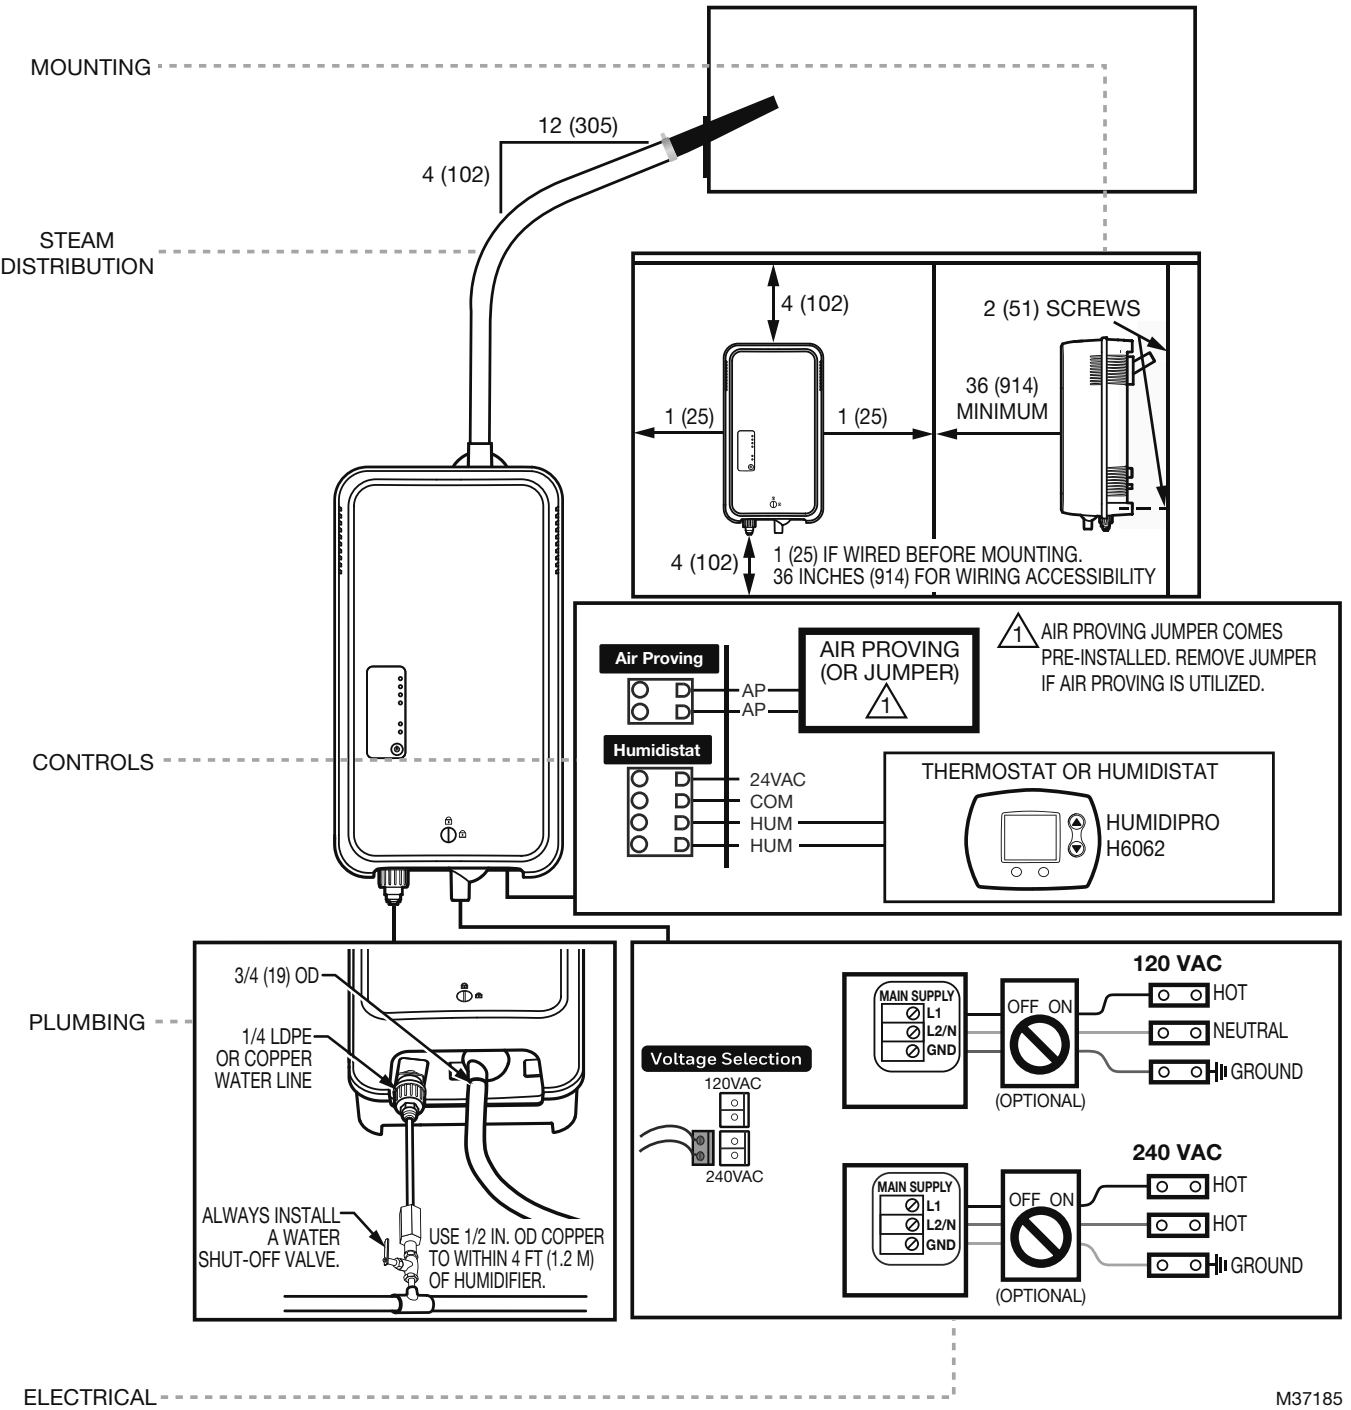 MOUNTING
12 (305)
4 (102)
STEAM
DISTRIBUTION
4 (102)
2 (51) SCREWS
36 (914)
MINIMUM
1 (25)
1 (25)
4 (102)
1 (25) IF WIRED BEFORE MOUNTING.
36 INCHES (914) FOR WIRING ACCESSIBILITY
CONTROLS
Air Proving
AP
AP
AIR PROVING
(OR JUMPER)
1
1
AIR PROVING JUMPER COMES
PRE-INSTALLED. REMOVE JUMPER
IF AIR PROVING IS UTILIZED.
Humidistat
24VAC
COM
HUM
HUM
THERMOSTAT OR HUMIDISTAT
HUMIDIPRO
H6062
PLUMBING
3/4 (19) OD
1/4 LDPE
OR COPPER
WATER LINE
ALWAYS INSTALL
A WATER
SHUT-OFF VALVE.
USE 1/2 IN. OD COPPER
TO WITHIN 4 FT (1.2 M)
OF HUMIDIFIER.
Voltage Selection
120VAC
240VAC
120 VAC
MAIN SUPPLY
L1
L2/N
GND
OFF ON
(OPTIONAL)
HOT
NEUTRAL
GROUND
240 VAC
MAIN SUPPLY
L1
L2/N
GND
OFF ON
(OPTIONAL)
HOT
HOT
GROUND
ELECTRICAL
M37185